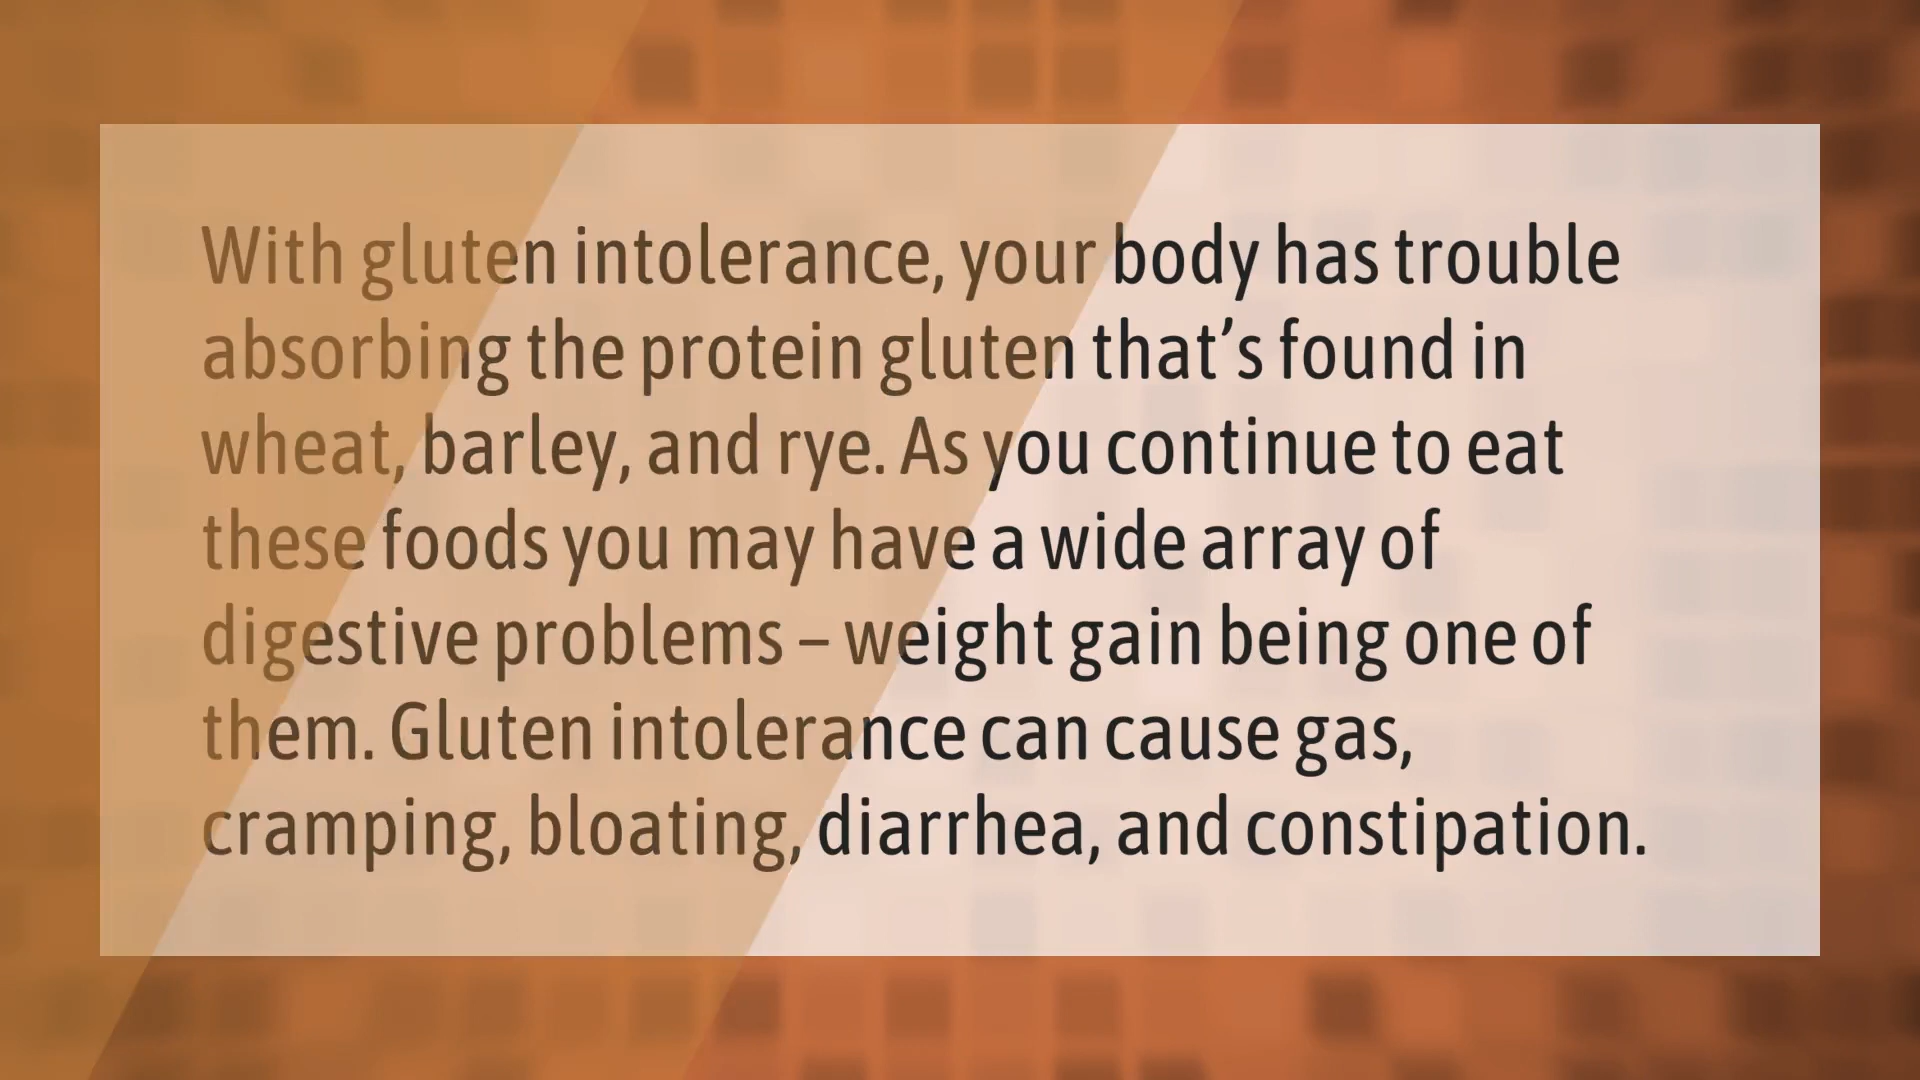 With gluten intolerance, your body has trouble
absorbing the protein gluten that’s found in
wheat, barley, and rye. As you continue to eat
these foods you may have a wide array of
digestive problems – weight gain being one of
them. Gluten intolerance can cause gas,
cramping, bloating, diarrhea, and constipation.